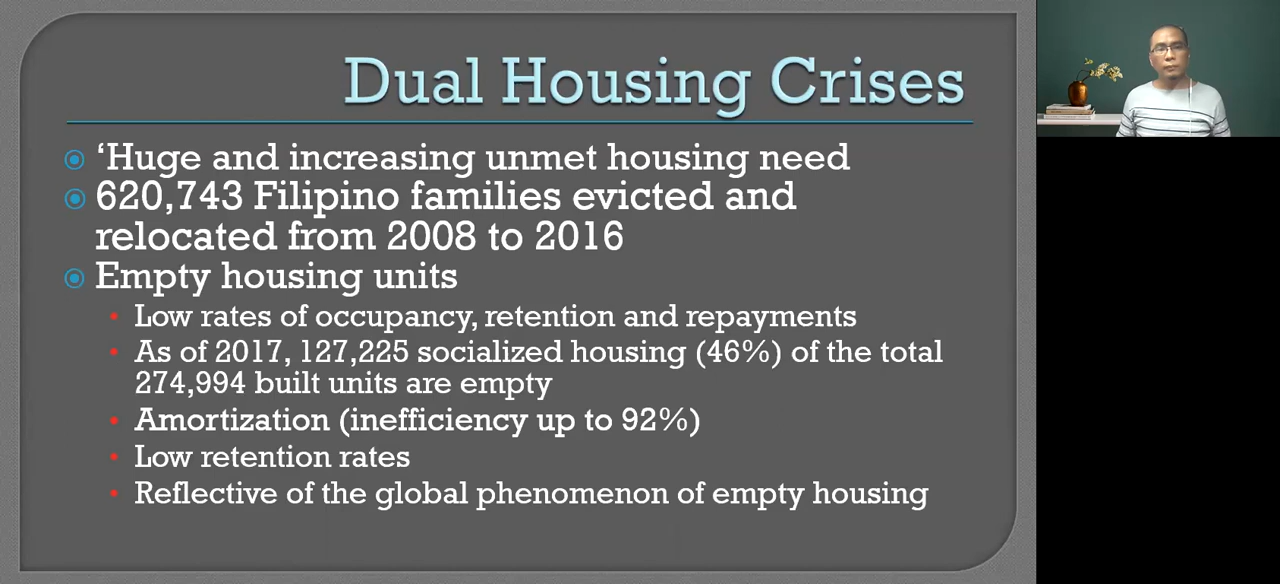 Dual Housing Crises
‘Huge and increasing unmet housing need
620,743 Filipino families evicted and
relocated from 2008 to 2016
Empty housing units
Low rates of occupancy, retention and repayments
As of 2017, 127,225 socialized housing (46%) of the total
274,994 built units are empty
Amortization (inefficiency up to 92%)
Low retention rates
Reflective of the global phenomenon of empty housing